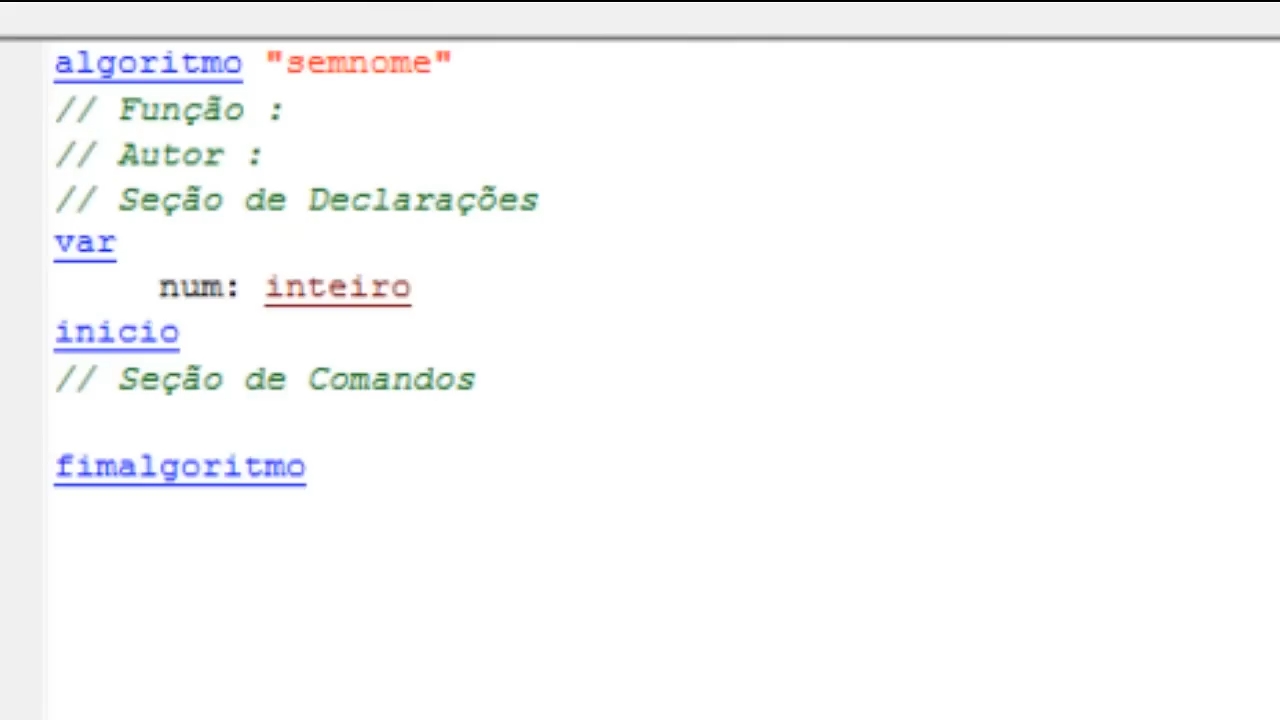 algoritmo "semnome"
// Função :
// Autor :
// Seção de Declarações
var
num: inteiro
inicio
// Seção de Comandos
fimalgoritmo